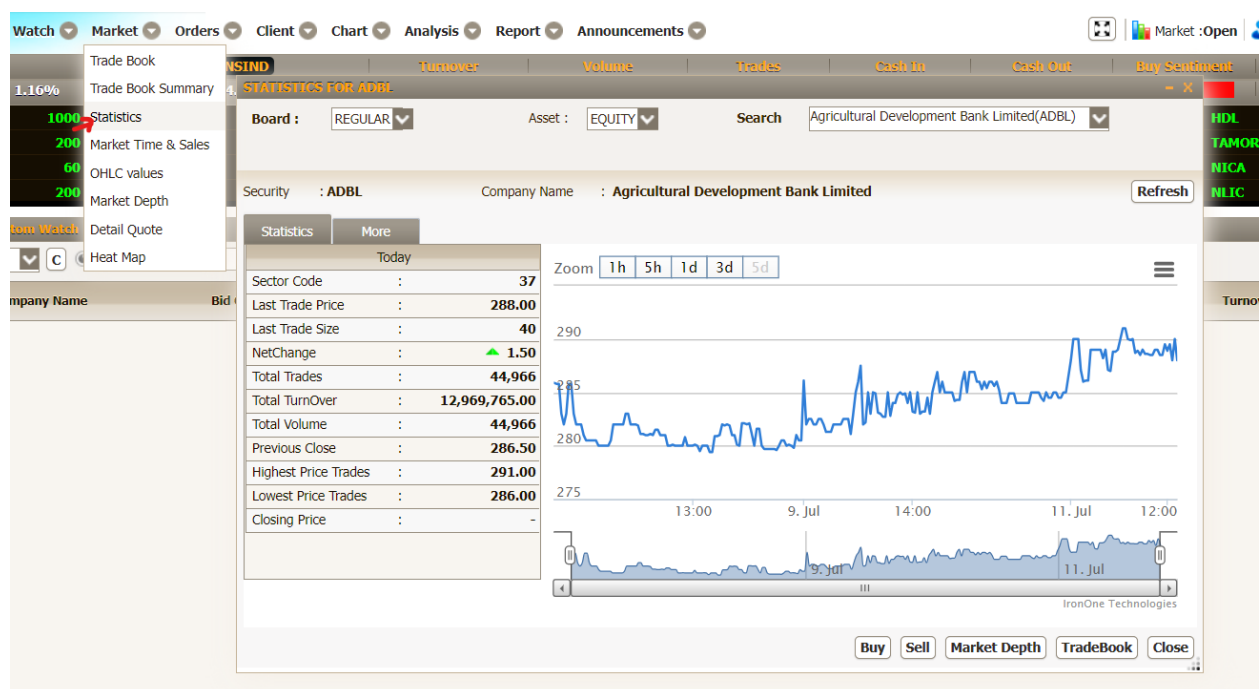 Watch Market Orders Client Chart Analysis Report Announcements Market :Open
NSIND Turnover Volume Trades Cash In Cash Out Buy Sentiment
Trade Book
Trade Book Summary
Statistics
Market Time & Sales
OHLC values
Market Depth
Detail Quote
Heat Map
1.16%
1000
200
60
200
HDL
TAMOR
NICA
NLIC
tom Watch
C
mpany Name Bid
Turnov
STATISTICS FOR ADBL
Board : REGULAR Asset : EQUITY Search Agricultural Development Bank Limited(ADBL)
Security : ADBL Company Name : Agricultural Development Bank Limited Refresh
Statistics More
Today
Sector Code : 37
Last Trade Price : 288.00
Last Trade Size : 40
NetChange : 1.50
Total Trades : 44,966
Total TurnOver : 12,969,765.00
Total Volume : 44,966
Previous Close : 286.50
Highest Price Trades : 291.00
Lowest Price Trades : 286.00
Closing Price : -
Zoom 1h 5h 1d 3d 5d
290
285
280
275
13:00 9. Jul 14:00 11. Jul 12:00
9. Jul 11. Jul
IronOne Technologies
Buy Sell Market Depth TradeBook Close